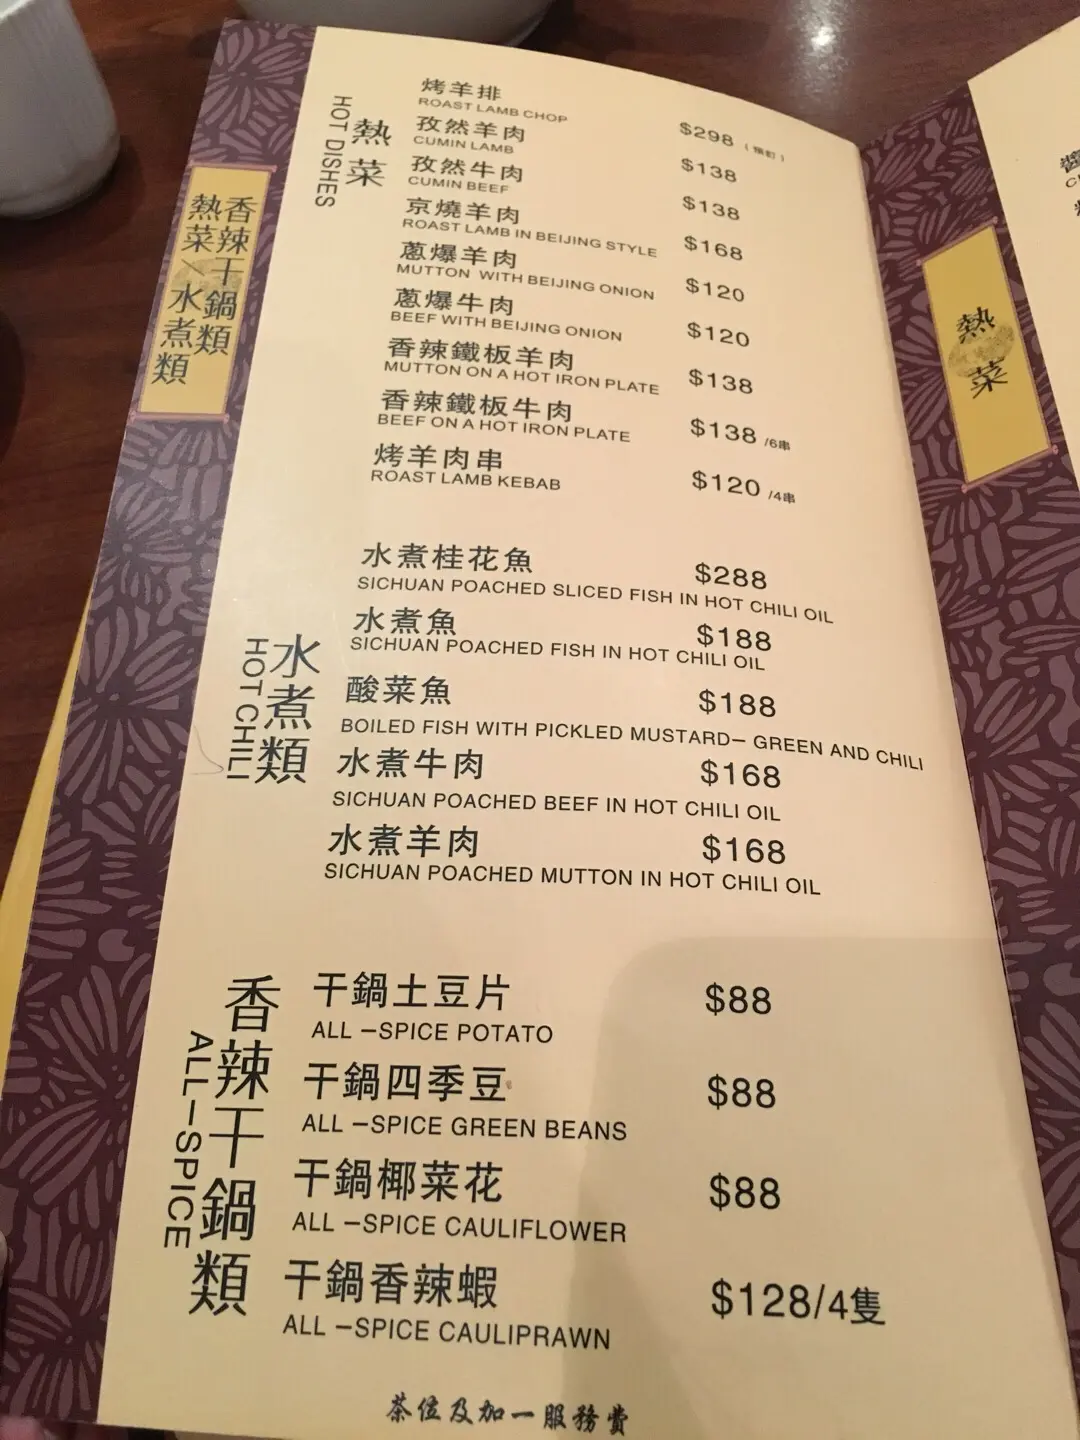 熱菜
HOT DISHES
烤羊排
ROAST LAMB CHOP
$298 (預訂)
孜然羊肉
CUMIN LAMB
$138
孜然牛肉
CUMIN BEEF
$138
京燒羊肉
ROAST LAMB IN BEIJING STYLE
$168
蔥爆羊肉
MUTTON WITH BEIJING ONION
$120
蔥爆牛肉
BEEF WITH BEIJING ONION
$120
香辣鐵板羊肉
MUTTON ON A HOT IRON PLATE
$138
香辣鐵板牛肉
BEEF ON A HOT IRON PLATE
$138 /6串
烤羊肉串
ROAST LAMB KEBAB
$120 /4串
香辣干鍋類
熱菜/水煮類
水煮類
HOT CHILI
水煮桂花魚
$288
SICHUAN POACHED SLICED FISH IN HOT CHILI OIL
水煮魚
$188
SICHUAN POACHED FISH IN HOT CHILI OIL
酸菜魚
$188
BOILED FISH WITH PICKLED MUSTARD– GREEN AND CHILI
水煮牛肉
$168
SICHUAN POACHED BEEF IN HOT CHILI OIL
水煮羊肉
$168
SICHUAN POACHED MUTTON IN HOT CHILI OIL
香辣干鍋類
ALL–SPICE
干鍋土豆片
$88
ALL –SPICE POTATO
干鍋四季豆
$88
ALL –SPICE GREEN BEANS
干鍋椰菜花
$88
ALL –SPICE CAULIFLOWER
干鍋香辣蝦
$128/4隻
ALL –SPICE CAULIPRAWN
茶位及加一服務費
熱菜
醬